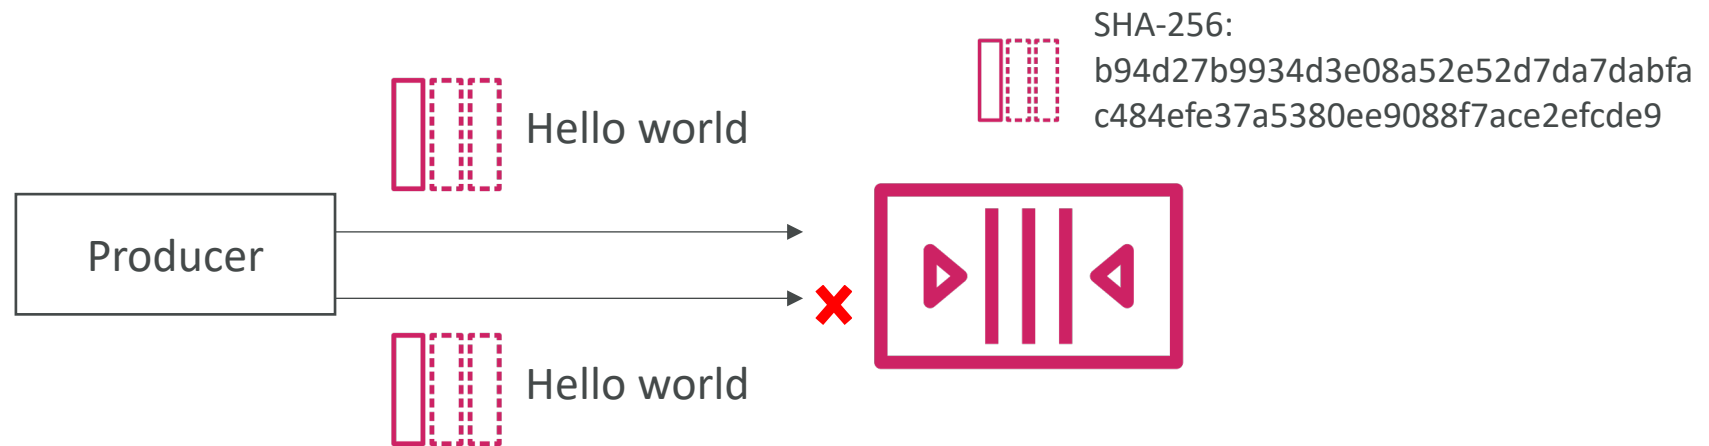 SHA-256:
b94d27b9934d3e08a52e52d7da7dabfa
c484efe37a5380ee9088f7ace2efcde9
Hello world
Producer
Hello world